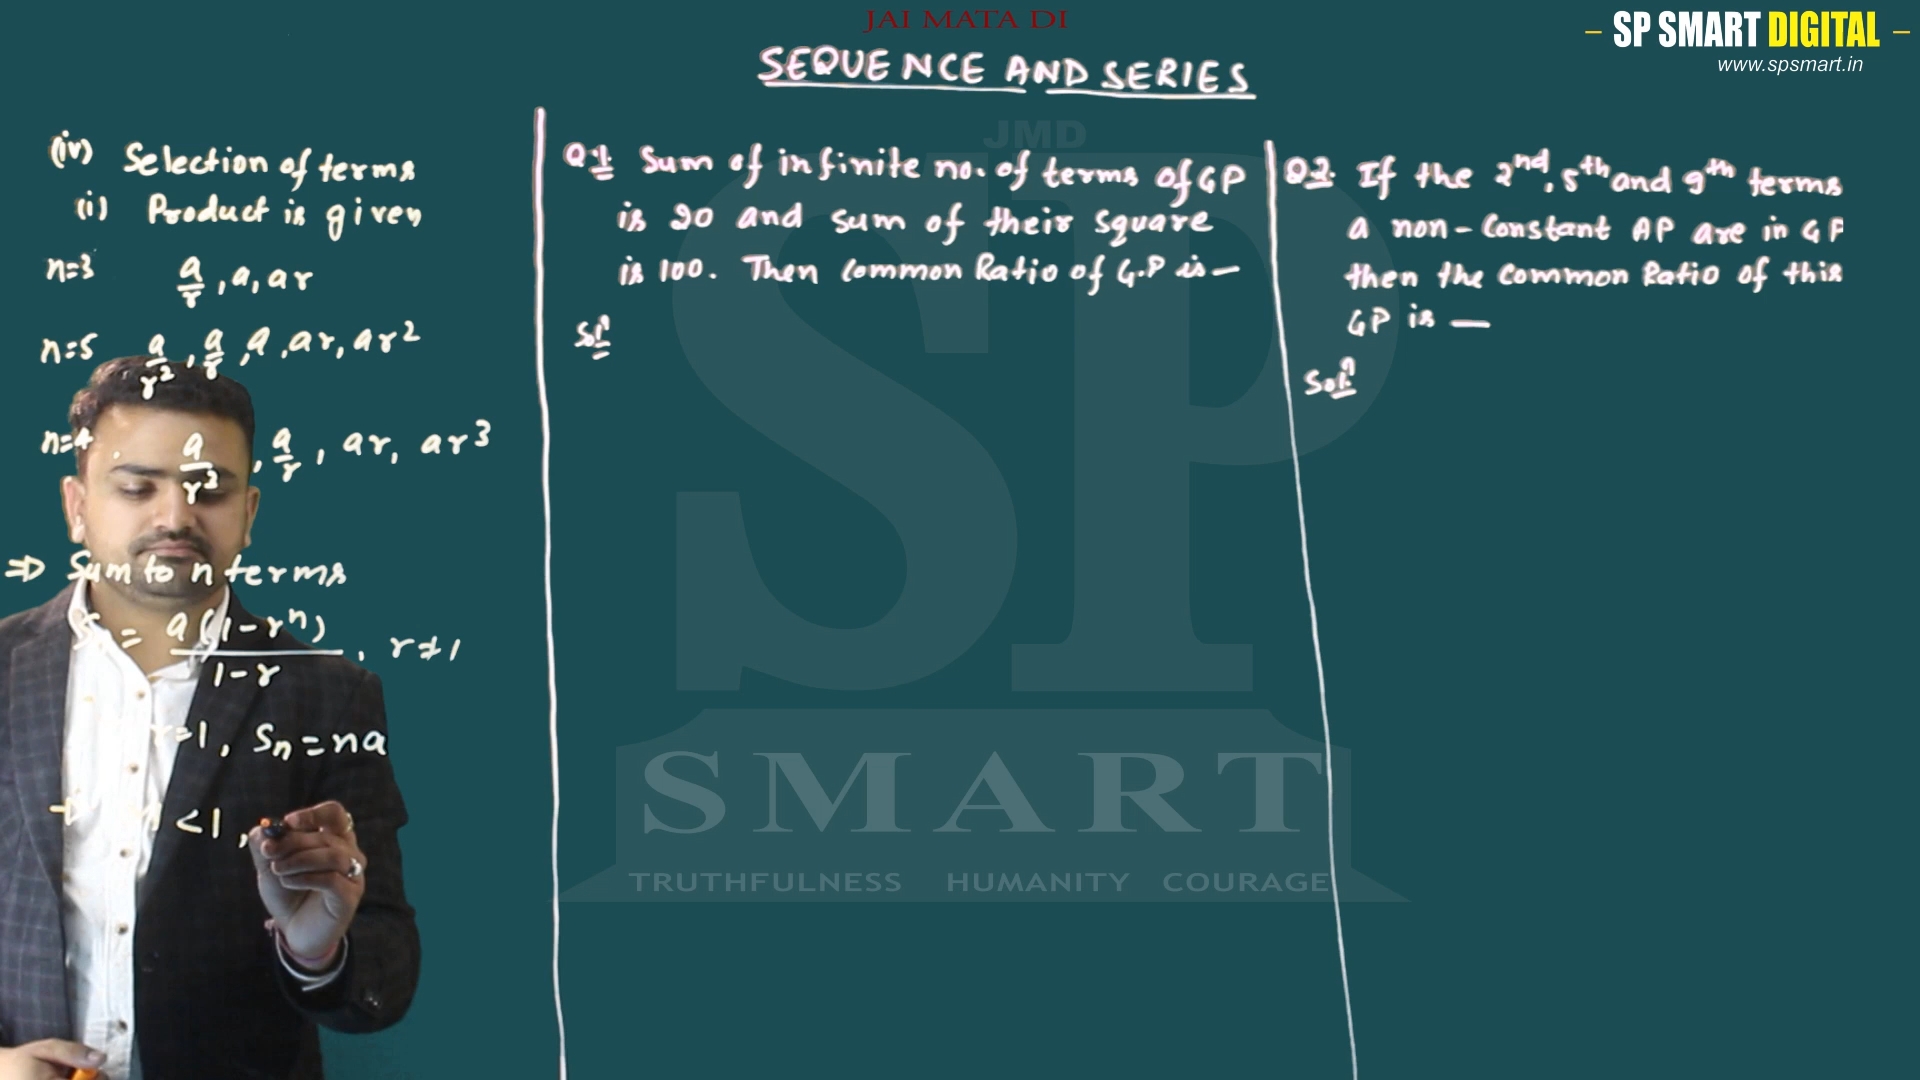 JAI MATA DI
SP SMART DIGITAL
www.spsmart.in
SEQUENCE AND SERIES
(iv) Selection of terms
(i) Product is given
n=3 a/r, a, ar
n=5 a/r², a/r, a, ar, ar²
n=4 a/r³, a/r, ar, ar³
⇒ Sum to n terms
Sn = a(1-rⁿ)/1-r, r≠1
r=1, Sn=na
<1,
Q1. Sum of infinite no. of terms of GP
is 20 and sum of their square
is 100. Then Common Ratio of G.P is —
Solⁿ
Q2. If the 2nd, 5th and 9th terms
a non-Constant AP are in GP
then the Common Ratio of this
GP is —
Solⁿ
JMD
SP
SMART
TRUTHFULNESS HUMANITY COURAGE